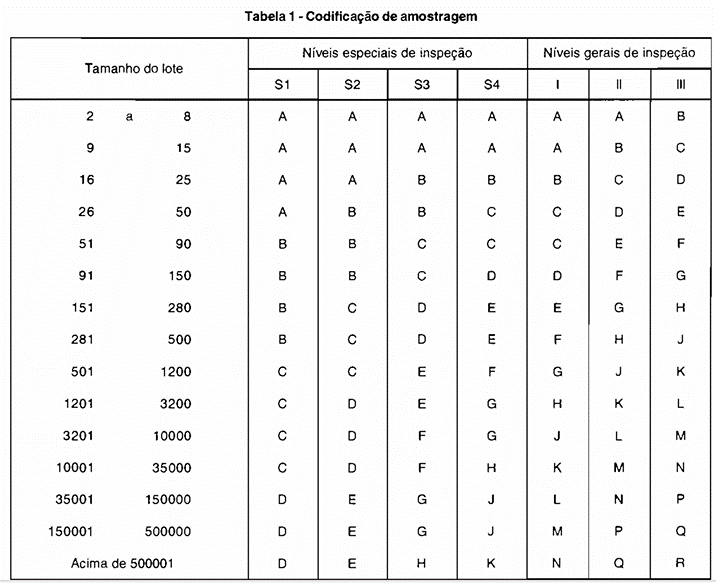 Tabela 1 - Codificação de amostragem
Tamanho do lote Níveis especiais de inspeção Níveis gerais de inspeção
S1 S2 S3 S4 I II III
2 a 8 A A A A A A B
9 15 A A A A A B C
16 25 A A B B B C D
26 50 A B B C C D E
51 90 B B C C C E F
91 150 B B C D D F G
151 280 B C D E E G H
281 500 B C D E F H J
501 1200 C C E F G J K
1201 3200 C D E G H K L
3201 10000 C D F G J L M
10001 35000 C D F H K M N
35001 150000 D E G J L N P
150001 500000 D E G J M P Q
Acima de 500001 D E H K N Q R